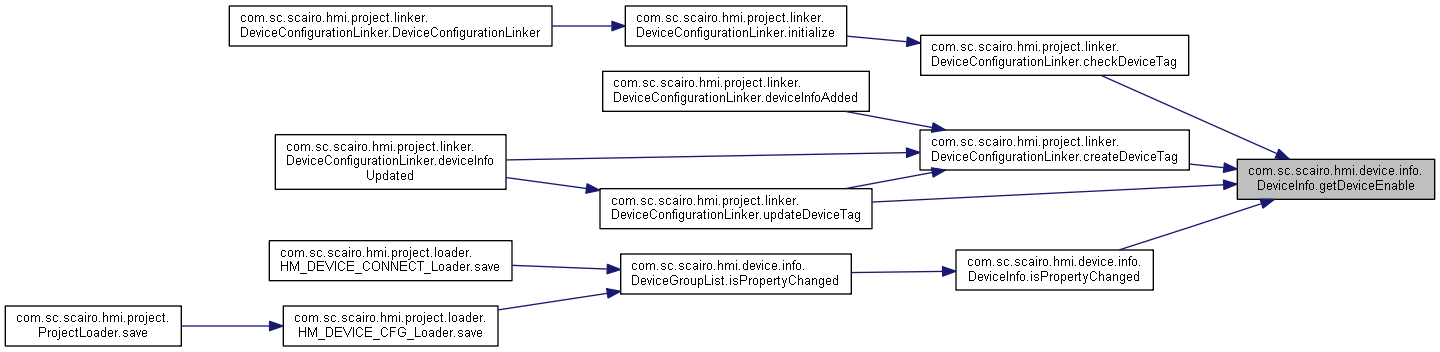 com.sc.scairo.hmi.project.linker.
DeviceConfigurationLinker.DeviceConfigurationLinker
com.sc.scairo.hmi.project.linker.
DeviceConfigurationLinker.initialize
com.sc.scairo.hmi.project.linker.
DeviceConfigurationLinker.checkDeviceTag
com.sc.scairo.hmi.project.linker.
DeviceConfigurationLinker.deviceInfoAdded
com.sc.scairo.hmi.project.linker.
DeviceConfigurationLinker.deviceInfo
Updated
com.sc.scairo.hmi.project.linker.
DeviceConfigurationLinker.createDeviceTag
com.sc.scairo.hmi.device.info.
DeviceInfo.getDeviceEnable
com.sc.scairo.hmi.project.linker.
DeviceConfigurationLinker.updateDeviceTag
com.sc.scairo.hmi.project.loader.
HM_DEVICE_CONNECT_Loader.save
com.sc.scairo.hmi.device.info.
DeviceGroupList.isPropertyChanged
com.sc.scairo.hmi.device.info.
DeviceInfo.isPropertyChanged
com.sc.scairo.hmi.project.
ProjectLoader.save
com.sc.scairo.hmi.project.loader.
HM_DEVICE_CFG_Loader.save